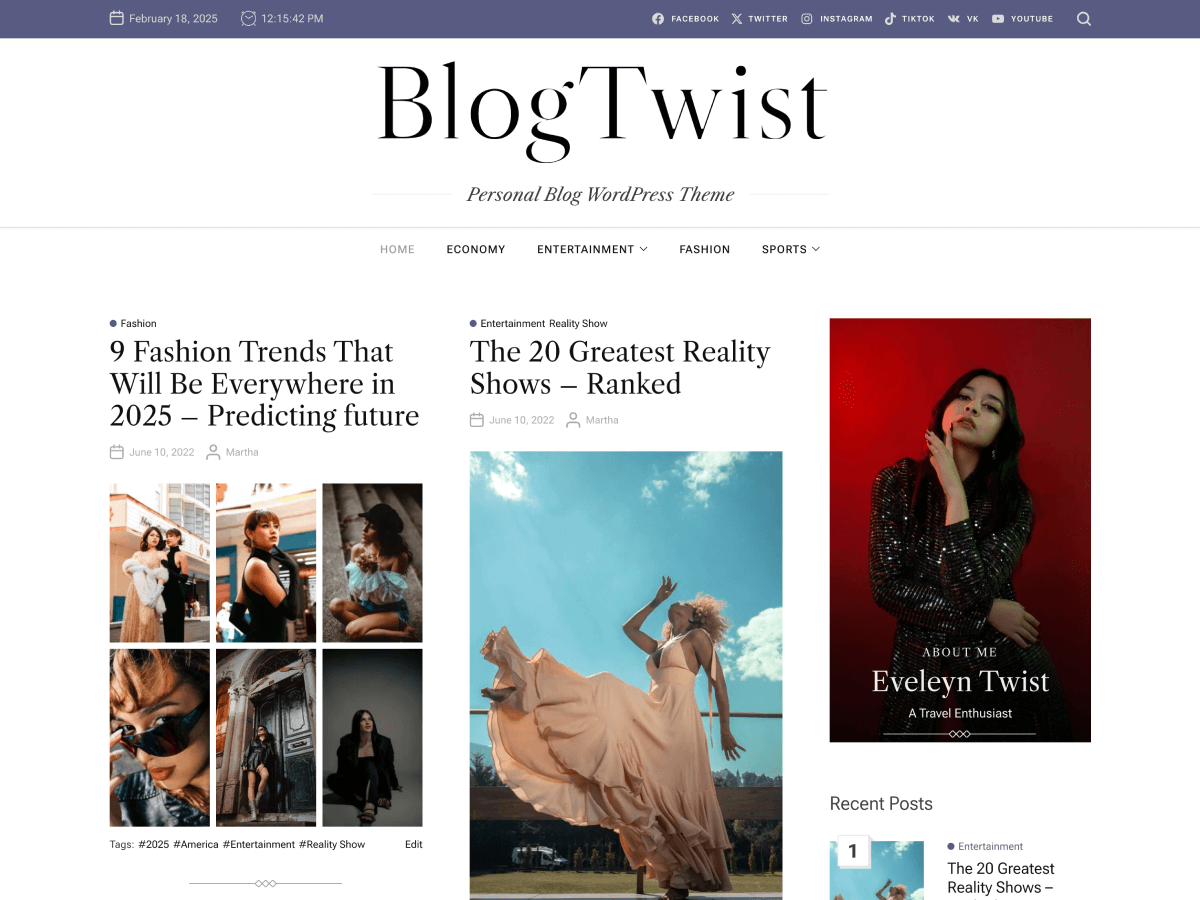 February 18, 2025 12:15:42 PM FACEBOOK TWITTER INSTAGRAM TIKTOK VK YOUTUBE
BlogTwist
Personal Blog WordPress Theme
HOME ECONOMY ENTERTAINMENT FASHION SPORTS
Fashion
9 Fashion Trends That
Will Be Everywhere in
2025 – Predicting future
June 10, 2022 Martha
Tags: #2025 #America #Entertainment #Reality Show Edit
Entertainment Reality Show
The 20 Greatest Reality
Shows – Ranked
June 10, 2022 Martha
ABOUT ME
Eveleyn Twist
A Travel Enthusiast
Recent Posts
1
Entertainment
The 20 Greatest
Reality Shows –